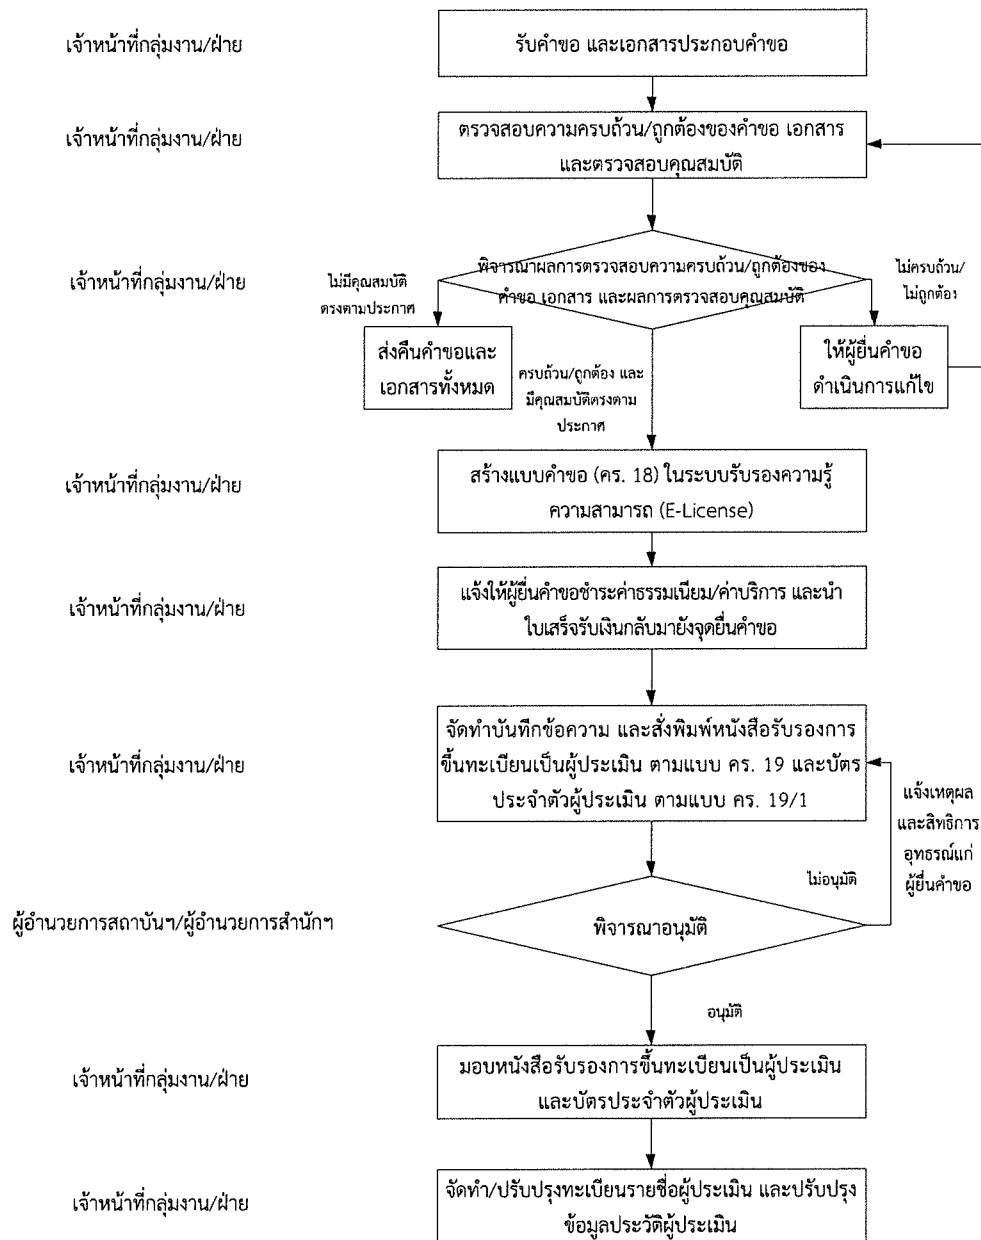 เจ้าหน้าที่กลุ่มงาน/ฝ่าย
รับคำขอ และเอกสารประกอบคำขอ
เจ้าหน้าที่กลุ่มงาน/ฝ่าย
ตรวจสอบความครบถ้วน/ถูกต้องของคำขอ เอกสาร
และตรวจสอบคุณสมบัติ
เจ้าหน้าที่กลุ่มงาน/ฝ่าย
พิจารณาผลการตรวจสอบความครบถ้วน/ถูกต้องของ
คำขอ เอกสาร และผลการตรวจสอบคุณสมบัติ
ไม่มีคุณสมบัติ
ตรงตามประกาศ
ไม่ครบถ้วน/
ไม่ถูกต้อง
ส่งคืนคำขอและ
เอกสารทั้งหมด
ครบถ้วน/ถูกต้อง และ
มีคุณสมบัติตรงตาม
ประกาศ
ให้ผู้ยื่นคำขอ
ดำเนินการแก้ไข
เจ้าหน้าที่กลุ่มงาน/ฝ่าย
สร้างแบบคำขอ (คร. 18) ในระบบรับรองความรู้
ความสามารถ (E-License)
เจ้าหน้าที่กลุ่มงาน/ฝ่าย
แจ้งให้ผู้ยื่นคำขอชำระค่าธรรมเนียม/ค่าบริการ และนำ
ใบเสร็จรับเงินกลับมายังจุดยื่นคำขอ
เจ้าหน้าที่กลุ่มงาน/ฝ่าย
จัดทำบันทึกข้อความ และสั่งพิมพ์หนังสือรับรองการ
ขึ้นทะเบียนเป็นผู้ประเมิน ตามแบบ คร. 19 และบัตร
ประจำตัวผู้ประเมิน ตามแบบ คร. 19/1
แจ้งเหตุผล
และสิทธิการ
อุทธรณ์แก่
ผู้ยื่นคำขอ
ไม่อนุมัติ
ผู้อำนวยการสถาบันฯ/ผู้อำนวยการสำนักฯ
พิจารณาอนุมัติ
อนุมัติ
เจ้าหน้าที่กลุ่มงาน/ฝ่าย
มอบหนังสือรับรองการขึ้นทะเบียนเป็นผู้ประเมิน
และบัตรประจำตัวผู้ประเมิน
เจ้าหน้าที่กลุ่มงาน/ฝ่าย
จัดทำ/ปรับปรุงทะเบียนรายชื่อผู้ประเมิน และปรับปรุง
ข้อมูลประวัติผู้ประเมิน